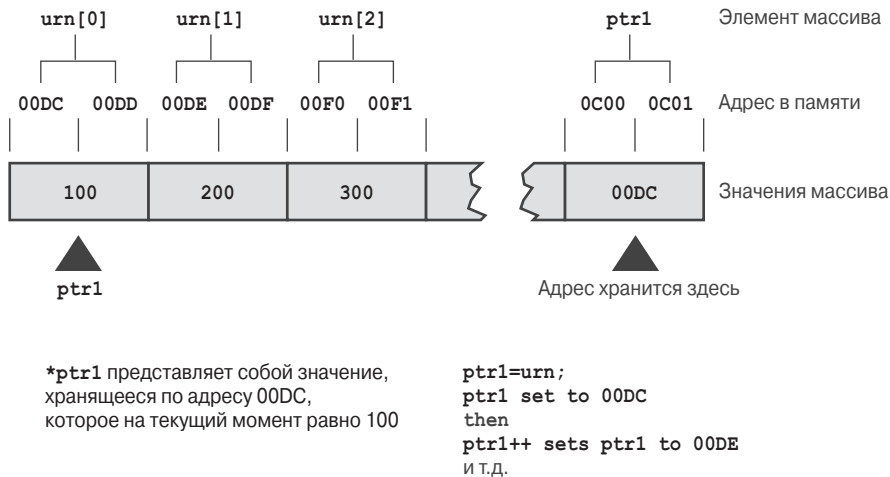 urn[0] urn[1] urn[2] ptr1 Элемент массива
00DC 00DD 00DE 00DF 00F0 00F1 0C00 0C01 Адрес в памяти
100 200 300 00DC Значения массива
ptr1 Адрес хранится здесь
*ptr1 представляет собой значение,
хранящееся по адресу 00DC,
которое на текущий момент равно 100
ptr1=urn;
ptr1 set to 00DC
then
ptr1++ sets ptr1 to 00DE
и т.д.